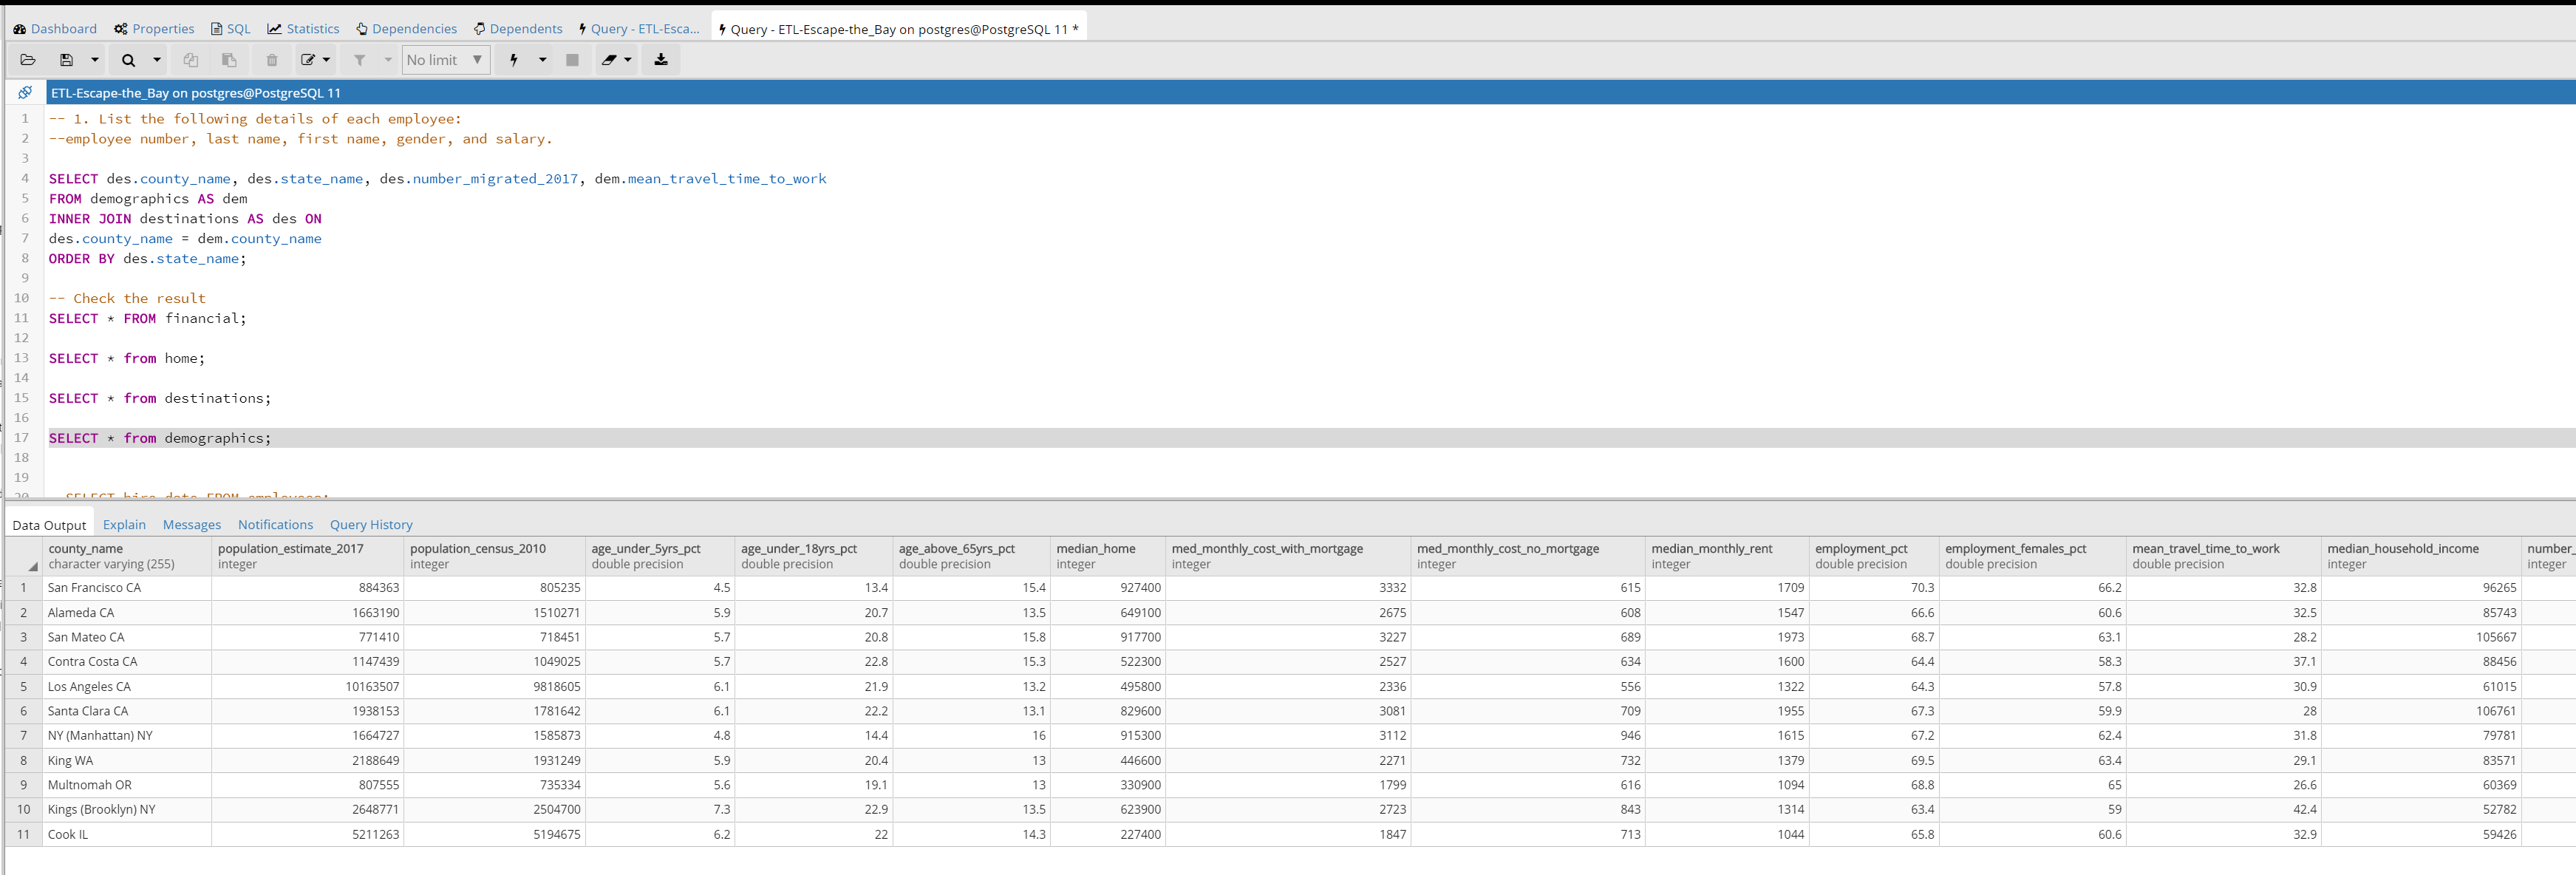 Dashboard Properties SQL Statistics Dependencies Dependents Query - ETL-Esca... Query - ETL-Escape-the_Bay on postgres@PostgreSQL 11 *
No limit
ETL-Escape-the_Bay on postgres@PostgreSQL 11
1 -- 1. List the following details of each employee:
2 --employee number, last name, first name, gender, and salary.
3
4 SELECT des.county_name, des.state_name, des.number_migrated_2017, dem.mean_travel_time_to_work
5 FROM demographics AS dem
6 INNER JOIN destinations AS des ON
7 des.county_name = dem.county_name
8 ORDER BY des.state_name;
9
10 -- Check the result
11 SELECT * FROM financial;
12
13 SELECT * from home;
14
15 SELECT * from destinations;
16
17 SELECT * from demographics;
18
19
20 SELECT hire_date FROM employees;
Data Output Explain Messages Notifications Query History
county_name population_estimate_2017 population_census_2010 age_under_5yrs_pct age_under_18yrs_pct age_above_65yrs_pct median_home med_monthly_cost_with_mortgage med_monthly_cost_no_mortgage median_monthly_rent employment_pct employment_females_pct mean_travel_time_to_work median_household_income number_
character varying (255) integer integer double precision double precision double precision integer integer integer integer double precision double precision double precision integer integer
1 San Francisco CA 884363 805235 4.5 13.4 15.4 927400 3332 615 1709 70.3 66.2 32.8 96265
2 Alameda CA 1663190 1510271 5.9 20.7 13.5 649100 2675 608 1547 66.6 60.6 32.5 85743
3 San Mateo CA 771410 718451 5.7 20.8 15.8 917700 3227 689 1973 68.7 63.1 28.2 105667
4 Contra Costa CA 1147439 1049025 5.7 22.8 15.3 522300 2527 634 1600 64.4 58.3 37.1 88456
5 Los Angeles CA 10163507 9818605 6.1 21.9 13.2 495800 2336 556 1322 64.3 57.8 30.9 61015
6 Santa Clara CA 1938153 1781642 6.1 22.2 13.1 829600 3081 709 1955 67.3 59.9 28 106761
7 NY (Manhattan) NY 1664727 1585873 4.8 14.4 16 915300 3112 946 1615 67.2 62.4 31.8 79781
8 King WA 2188649 1931249 5.9 20.4 13 446600 2271 732 1379 69.5 63.4 29.1 83571
9 Multnomah OR 807555 735334 5.6 19.1 13 330900 1799 616 1094 68.8 65 26.6 60369
10 Kings (Brooklyn) NY 2648771 2504700 7.3 22.9 13.5 623900 2723 843 1314 63.4 59 42.4 52782
11 Cook IL 5211263 5194675 6.2 22 14.3 227400 1847 713 1044 65.8 60.6 32.9 59426